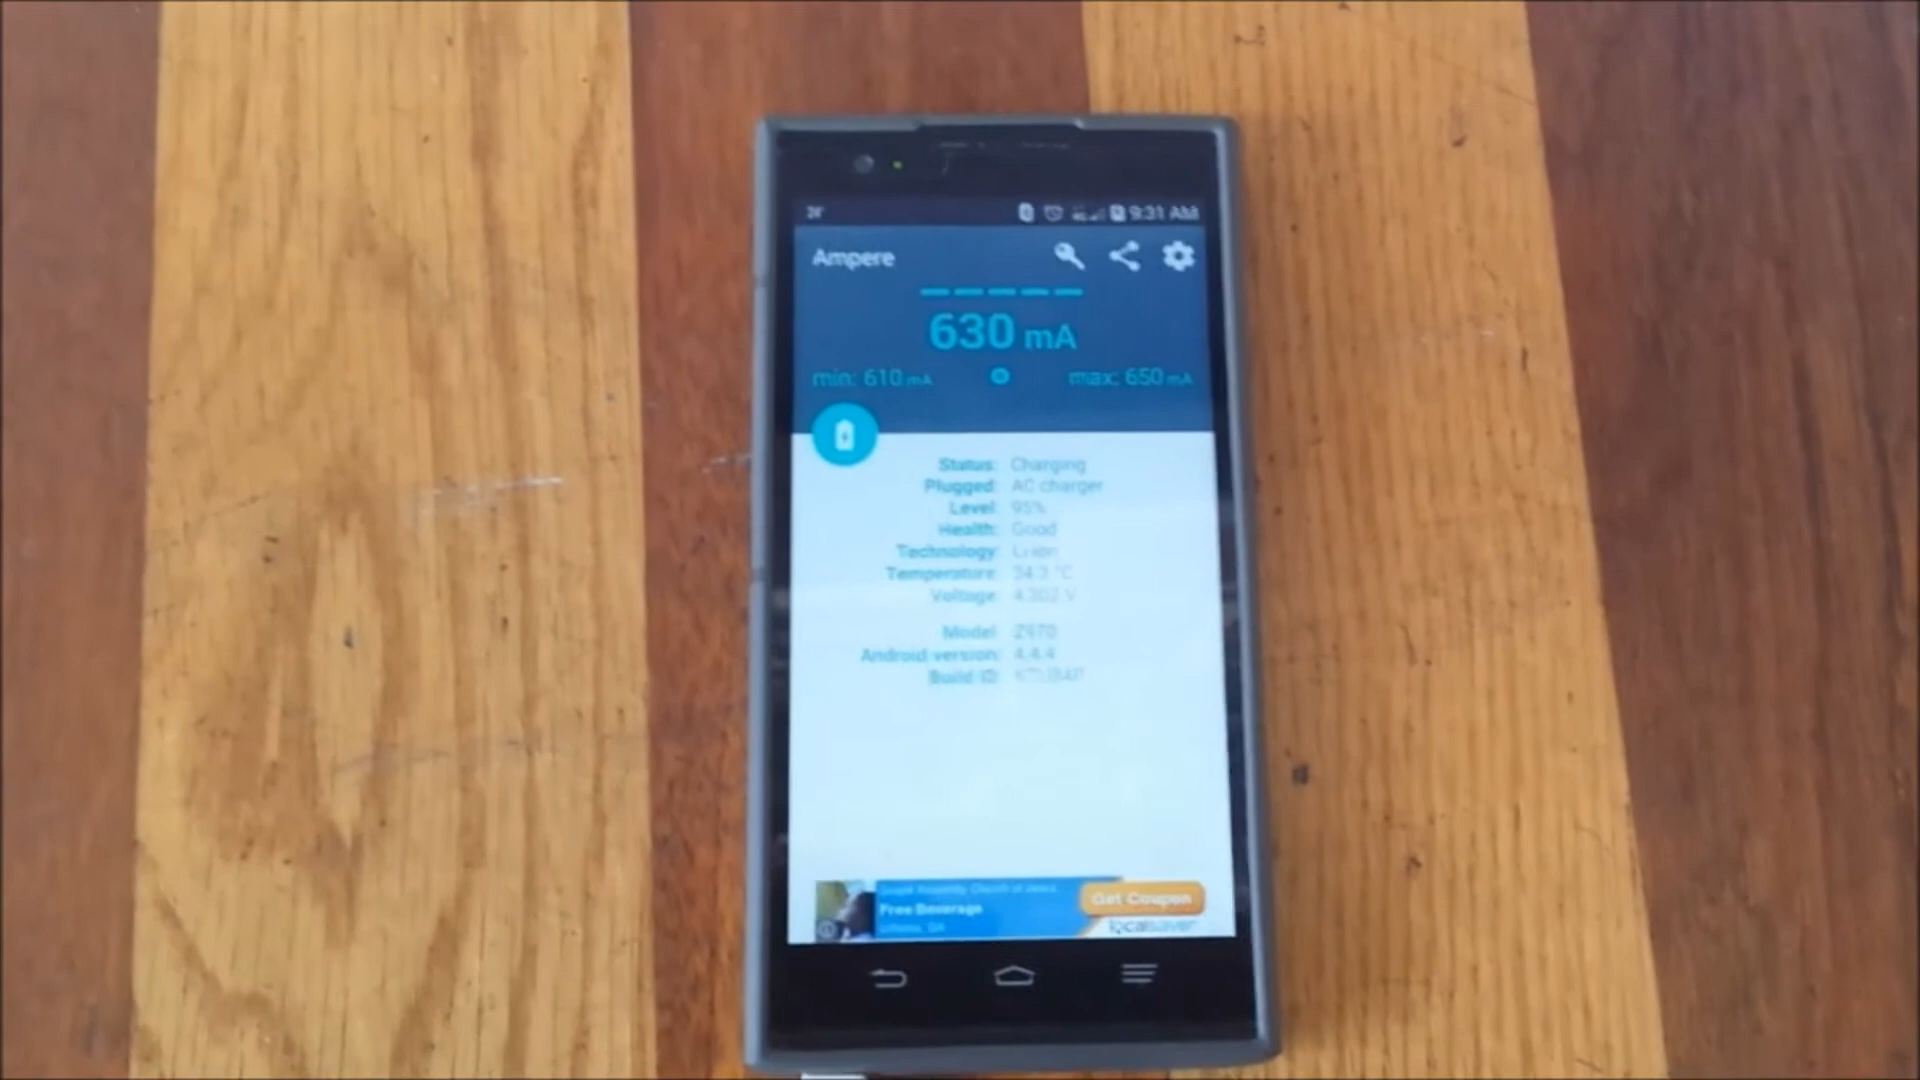 24°
9:31 AM
Ampere
630 mA
min: 610 mA
max: 650 mA
Status: Charging
Plugged: AC charger
Level: 95%
Health: Good
Technology: Li-ion
Temperature: 34.3 °C
Voltage: 4.302 V
Model: Z970
Android version: 4.4.4
Build ID:
Free Beverage
Get Coupon
localsaver